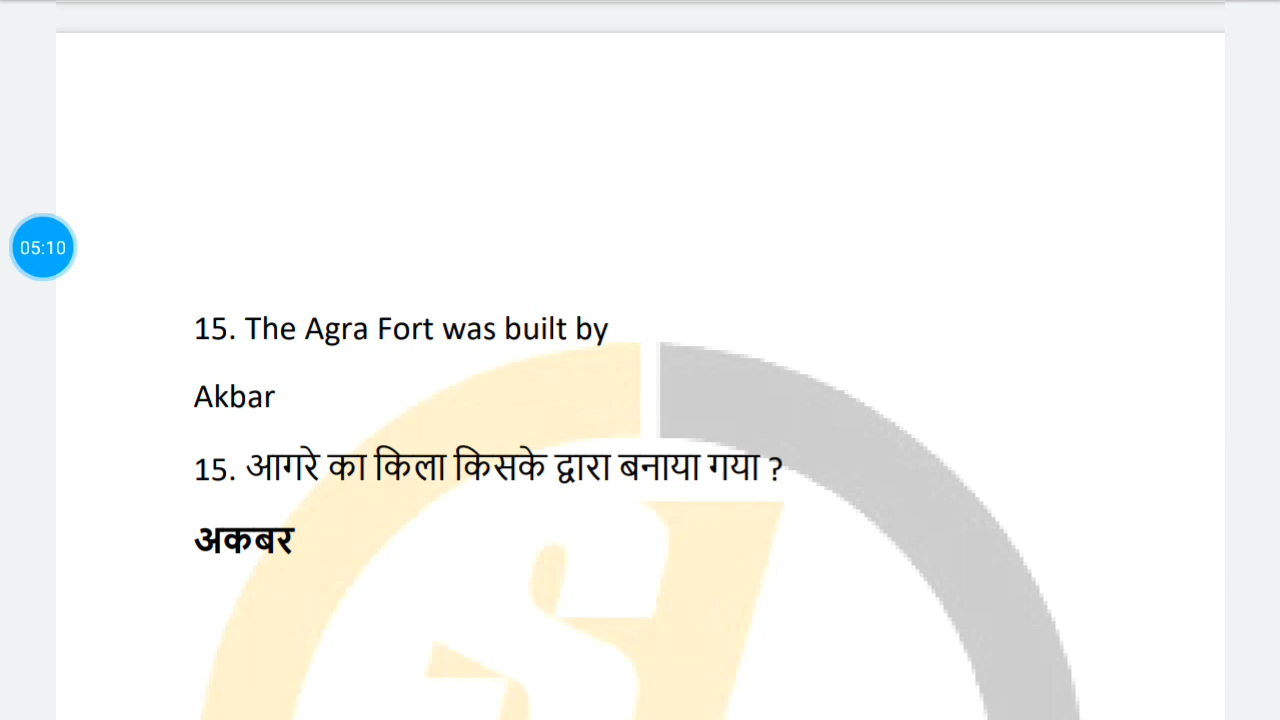 05:10
15. The Agra Fort was built by
Akbar
15. आगरे का किला किसके द्वारा बनाया गया ?
अकबर